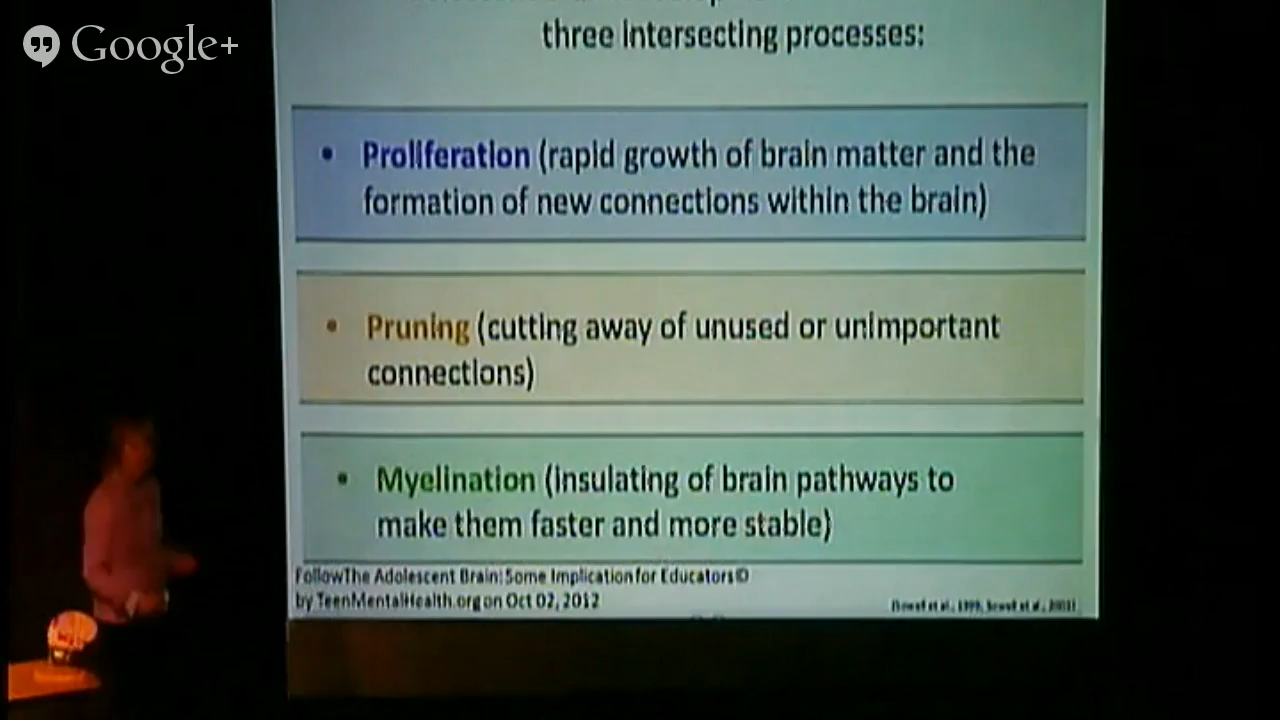 Google+
three intersecting processes:
• Proliferation (rapid growth of brain matter and the
formation of new connections within the brain)
• Pruning (cutting away of unused or unimportant
connections)
• Myelination (insulating of brain pathways to
make them faster and more stable)
FollowThe Adolescent Brain: Some Implication for Educators©
by TeenMentalHealth.org on Oct 02, 2012